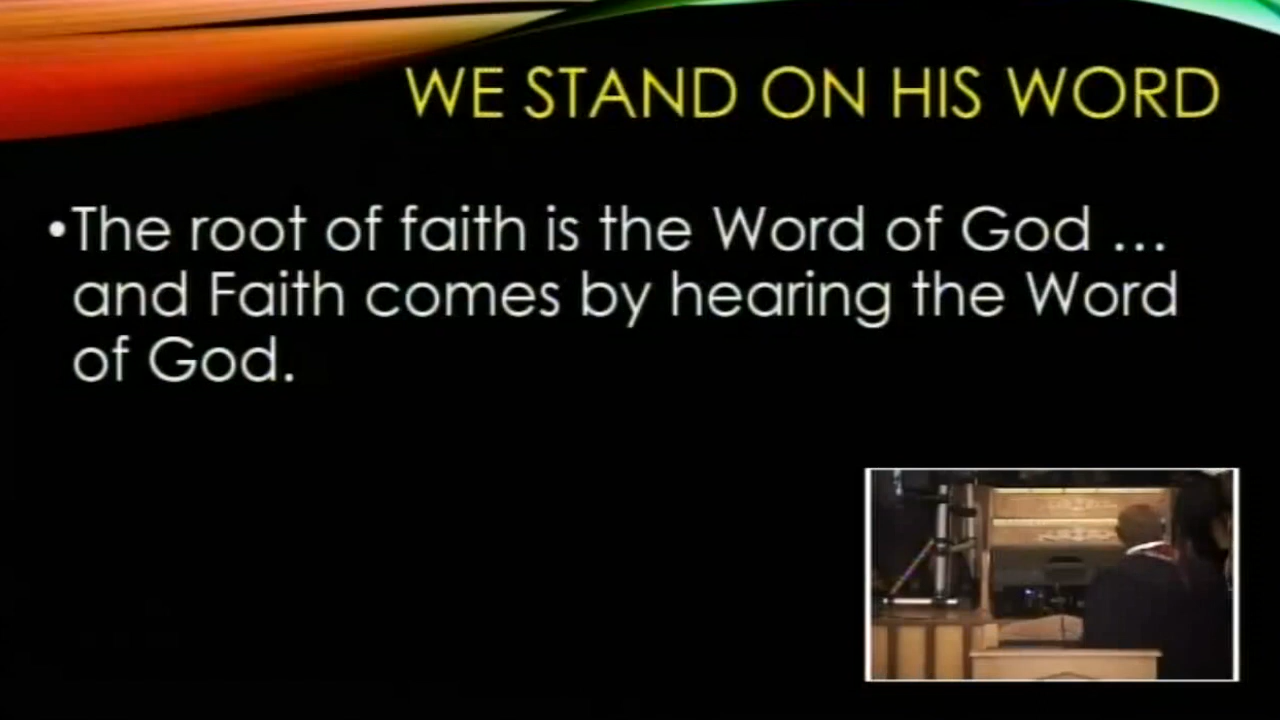 WE STAND ON HIS WORD
•The root of faith is the Word of God …
and Faith comes by hearing the Word
of God.